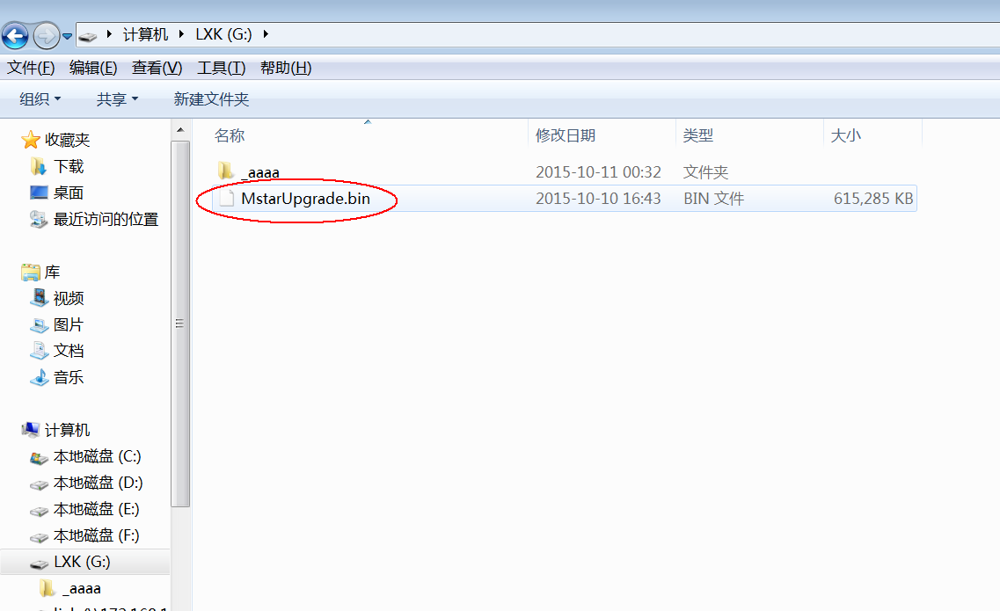 计算机 LXK (G:)
文件(F) 编辑(E) 查看(V) 工具(T) 帮助(H)
组织 共享 新建文件夹
收藏夹
下载
桌面
最近访问的位置
库
视频
图片
文档
音乐
计算机
本地磁盘 (C:)
本地磁盘 (D:)
本地磁盘 (E:)
本地磁盘 (F:)
LXK (G:)
_aaaa
名称 修改日期 类型 大小
_aaaa 2015-10-11 00:32 文件夹
MstarUpgrade.bin 2015-10-10 16:43 BIN 文件 615,285 KB